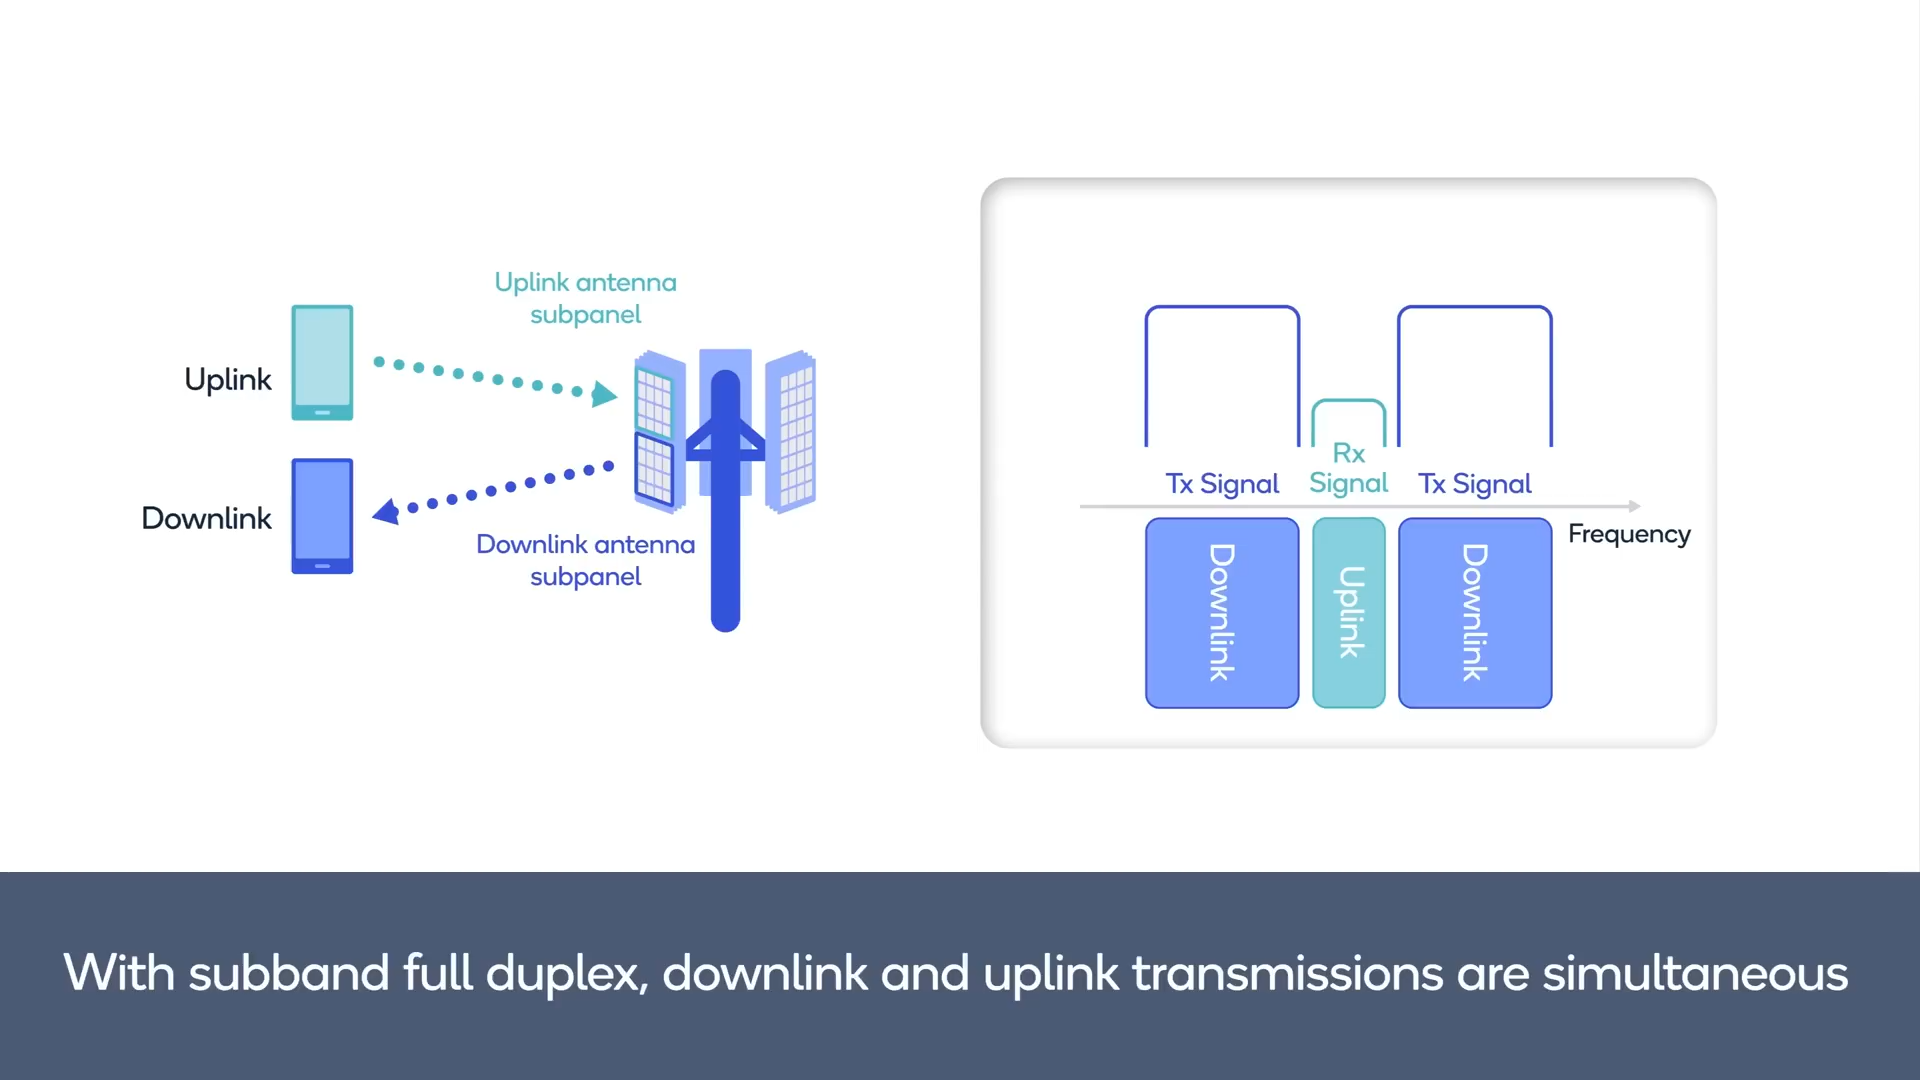 Uplink antenna
subpanel
Uplink
Downlink
Downlink antenna
subpanel
Tx Signal
Rx
Signal
Tx Signal
Frequency
Downlink
Uplink
Downlink
With subband full duplex, downlink and uplink transmissions are simultaneous